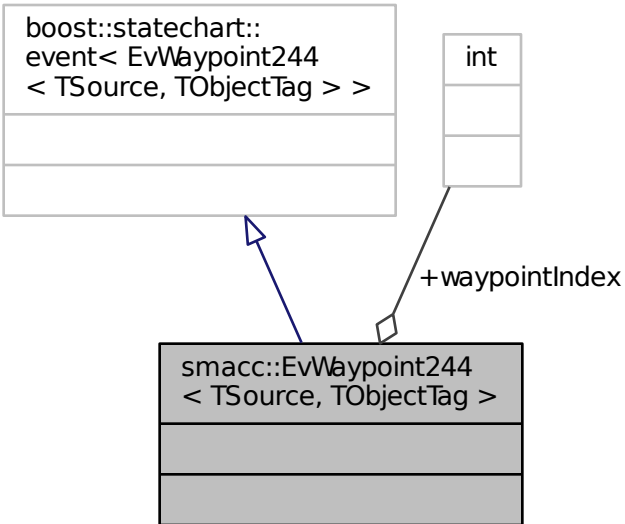 boost::statechart::
event< EvWaypoint244
< TSource, TObjectTag > >
int
+waypointIndex
smacc::EvWaypoint244
< TSource, TObjectTag >